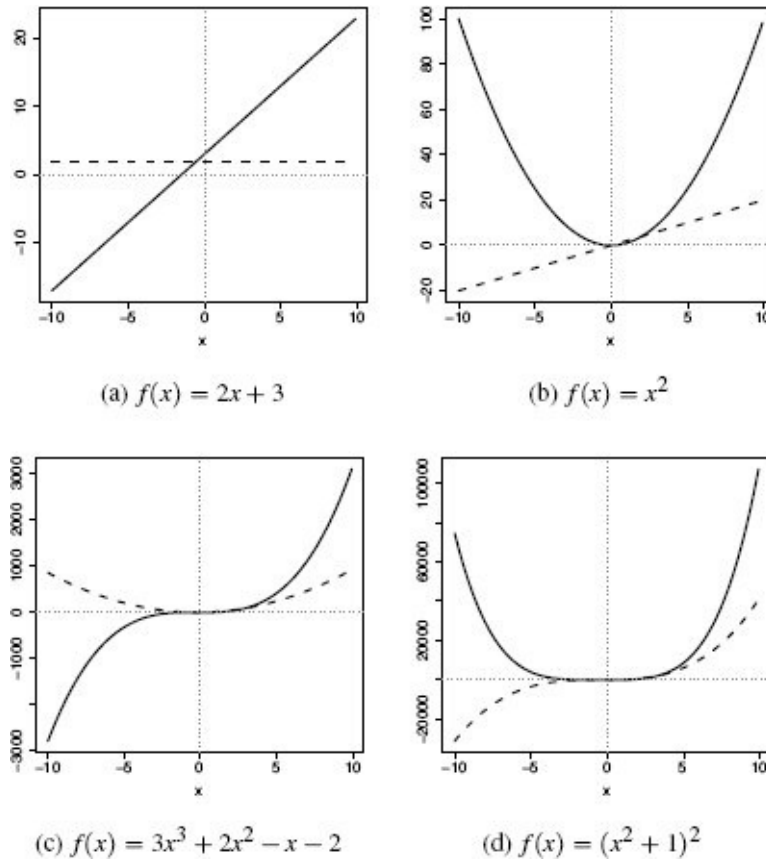 20
10
0
−10
−10 −5 0 5 10
x
(a) f(x) = 2x + 3
100
80
60
40
20
0
−20
−10 −5 0 5 10
x
(b) f(x) = x²
3000
2000
1000
0
−1000
−3000
−10 −5 0 5 10
x
(c) f(x) = 3x³ + 2x² − x − 2
100000
60000
20000
−20000
−10 −5 0 5 10
x
(d) f(x) = (x² + 1)²